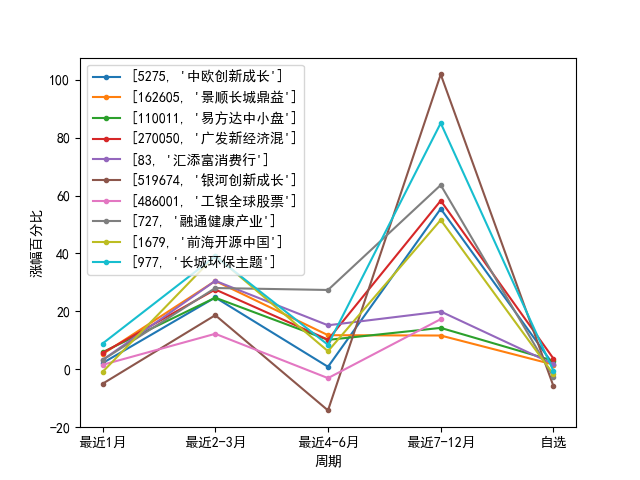 [5275, '中欧创新成长']
[162605, '景顺长城鼎益']
[110011, '易方达中小盘']
[270050, '广发新经济混']
[83, '汇添富消费行']
[519674, '银河创新成长']
[486001, '工银全球股票']
[727, '融通健康产业']
[1679, '前海开源中国']
[977, '长城环保主题']
涨幅百分比
100
80
60
40
20
0
−20
最近1月 最近2-3月 最近4-6月 最近7-12月 自选
周期